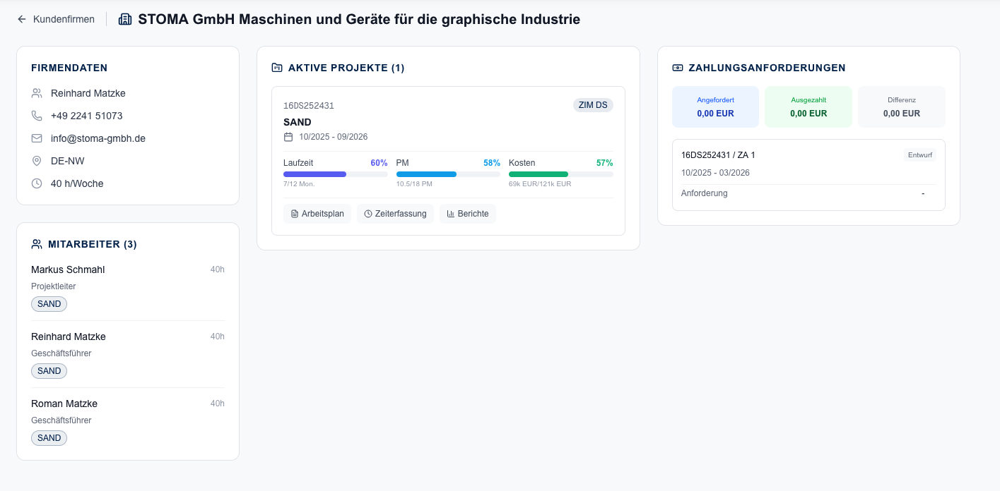 Kundenfirmen
STOMA GmbH Maschinen und Geräte für die graphische Industrie
FIRMENDATEN
Reinhard Matzke
+49 2241 51073
info@stoma-gmbh.de
DE-NW
40 h/Woche
MITARBEITER (3)
Markus Schmahl 40h
Projektleiter
SAND
Reinhard Matzke 40h
Geschäftsführer
SAND
Roman Matzke 40h
Geschäftsführer
SAND
AKTIVE PROJEKTE (1)
16DS252431 ZIM DS
SAND
10/2025 - 09/2026
Laufzeit 60% PM 58% Kosten 57%
7/12 Mon. 10.5/18 PM 69k EUR/121k EUR
Arbeitsplan Zeiterfassung Berichte
ZAHLUNGSANFORDERUNGEN
Angefordert Ausgezahlt Differenz
0,00 EUR 0,00 EUR 0,00 EUR
16DS252431 / ZA 1 Entwurf
10/2025 - 03/2026
Anforderung -